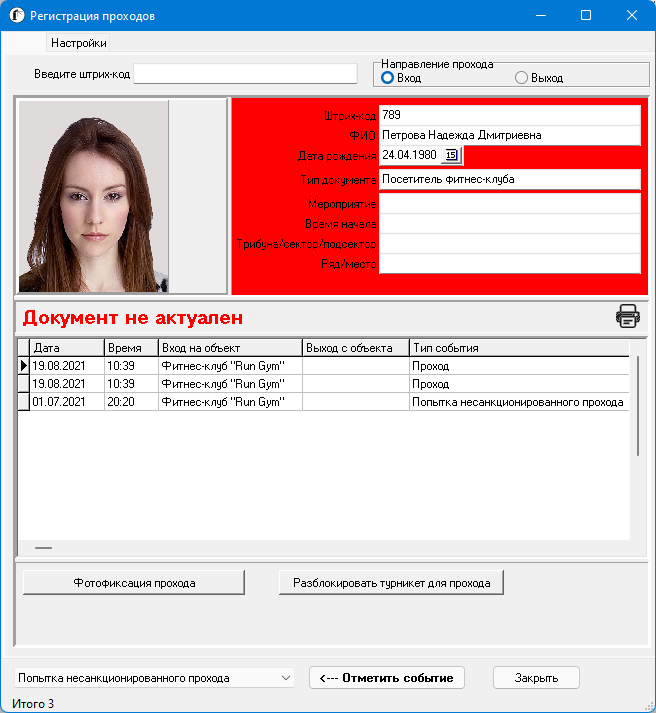 Регистрация проходов
Настройки
Введите штрих-код
Направление прохода
Вход Выход
Штрих-код 789
ФИО Петрова Надежда Дмитриевна
Дата рождения 24.04.1980 15
Тип документа Посетитель фитнес-клуба
Мероприятие
Время начала
Трибуна/сектор/подсектор
Ряд/место
Документ не актуален
Дата Время Вход на объект Выход с объекта Тип события
19.08.2021 10:39 Фитнес-клуб "Run Gym" Проход
19.08.2021 10:39 Фитнес-клуб "Run Gym" Проход
01.07.2021 20:20 Фитнес-клуб "Run Gym" Попытка несанкционированного прохода
Фотофиксация прохода Разблокировать турникет для прохода
Попытка несанкционированного прохода <--- Отметить событие Закрыть
Итого 3